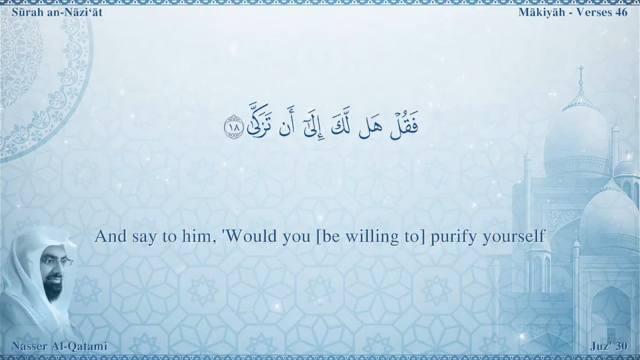 Sūrah an-Nāzi‘āt
Mākiyāh - Verses 46
فَقُلْ هَل لَّكَ إِلَىٰٓ أَن تَزَكَّىٰ ١٨
And say to him, 'Would you [be willing to] purify yourself
Nasser Al-Qatami
Juz' 30